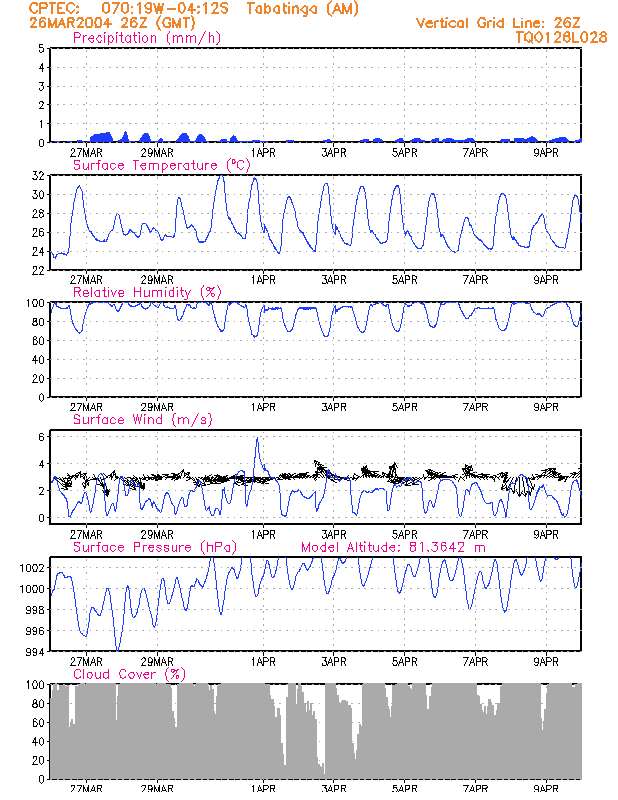 CPTEC: 070:19W-04:12S Tabatinga (AM)
26MAR2004 26Z (GMT) Vertical Grid Line: 26Z
Precipitation (mm/h) TQ0126L028
5
4
3
2
1
0
27MAR 29MAR 1APR 3APR 5APR 7APR 9APR
Surface Temperature (ºC)
32
30
28
26
24
22
27MAR 29MAR 1APR 3APR 5APR 7APR 9APR
Relative Humidity (%)
100
80
60
40
20
0
27MAR 29MAR 1APR 3APR 5APR 7APR 9APR
Surface Wind (m/s)
6
4
2
0
27MAR 29MAR 1APR 3APR 5APR 7APR 9APR
Surface Pressure (hPa) Model Altitude: 81.3642 m
1002
1000
998
996
994
27MAR 29MAR 1APR 3APR 5APR 7APR 9APR
Cloud Cover (%)
100
80
60
40
20
0
27MAR 29MAR 1APR 3APR 5APR 7APR 9APR